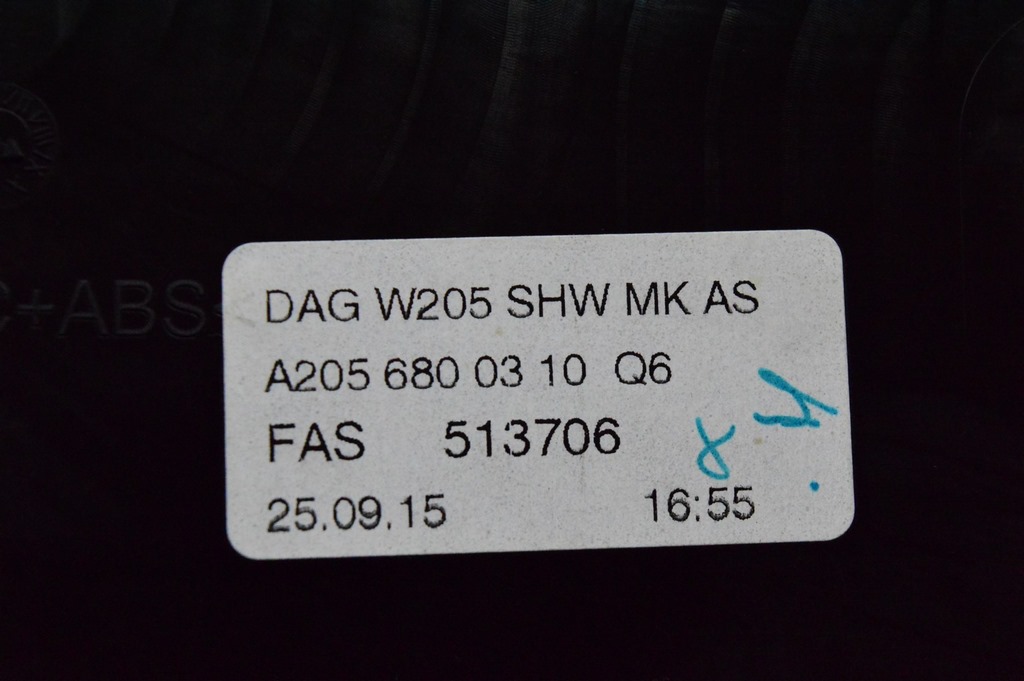 C+ABS<
DAG W205 SHW MK AS
A205 680 03 10 Q6
FAS 513706
25.09.15 16:55